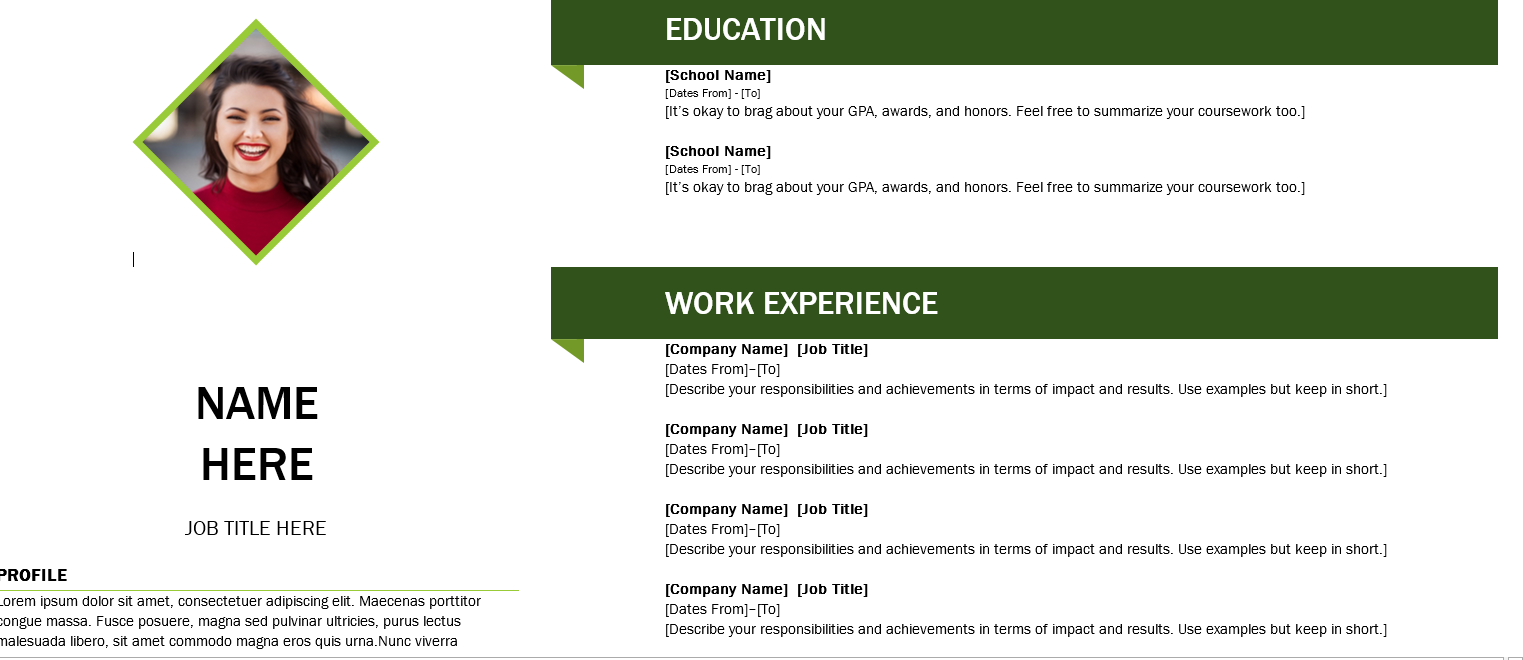 NAME
HERE
JOB TITLE HERE
PROFILE
Lorem ipsum dolor sit amet, consectetuer adipiscing elit. Maecenas porttitor
congue massa. Fusce posuere, magna sed pulvinar ultricies, purus lectus
malesuada libero, sit amet commodo magna eros quis urna.Nunc viverra
EDUCATION
[School Name]
[Dates From] - [To]
[It’s okay to brag about your GPA, awards, and honors. Feel free to summarize your coursework too.]
[School Name]
[Dates From] - [To]
[It’s okay to brag about your GPA, awards, and honors. Feel free to summarize your coursework too.]
WORK EXPERIENCE
[Company Name]  [Job Title]
[Dates From]–[To]
[Describe your responsibilities and achievements in terms of impact and results. Use examples but keep in short.]
[Company Name]  [Job Title]
[Dates From]–[To]
[Describe your responsibilities and achievements in terms of impact and results. Use examples but keep in short.]
[Company Name]  [Job Title]
[Dates From]–[To]
[Describe your responsibilities and achievements in terms of impact and results. Use examples but keep in short.]
[Company Name]  [Job Title]
[Dates From]–[To]
[Describe your responsibilities and achievements in terms of impact and results. Use examples but keep in short.]